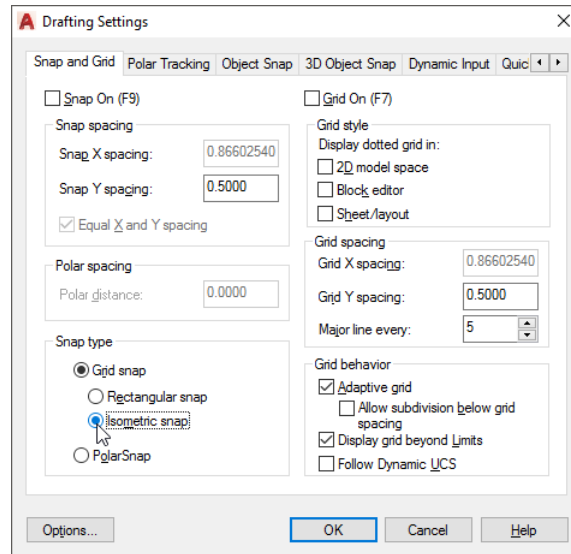 Drafting Settings
Snap and Grid Polar Tracking Object Snap 3D Object Snap Dynamic Input Quic
Snap On (F9)
Snap spacing
Snap X spacing: 0.86602540
Snap Y spacing: 0.5000
Equal X and Y spacing
Polar spacing
Polar distance: 0.0000
Snap type
Grid snap
Rectangular snap
Isometric snap
PolarSnap
Grid On (F7)
Grid style
Display dotted grid in:
2D model space
Block editor
Sheet/layout
Grid spacing
Grid X spacing: 0.86602540
Grid Y spacing: 0.5000
Major line every: 5
Grid behavior
Adaptive grid
Allow subdivision below grid
spacing
Display grid beyond Limits
Follow Dynamic UCS
Options... OK Cancel Help